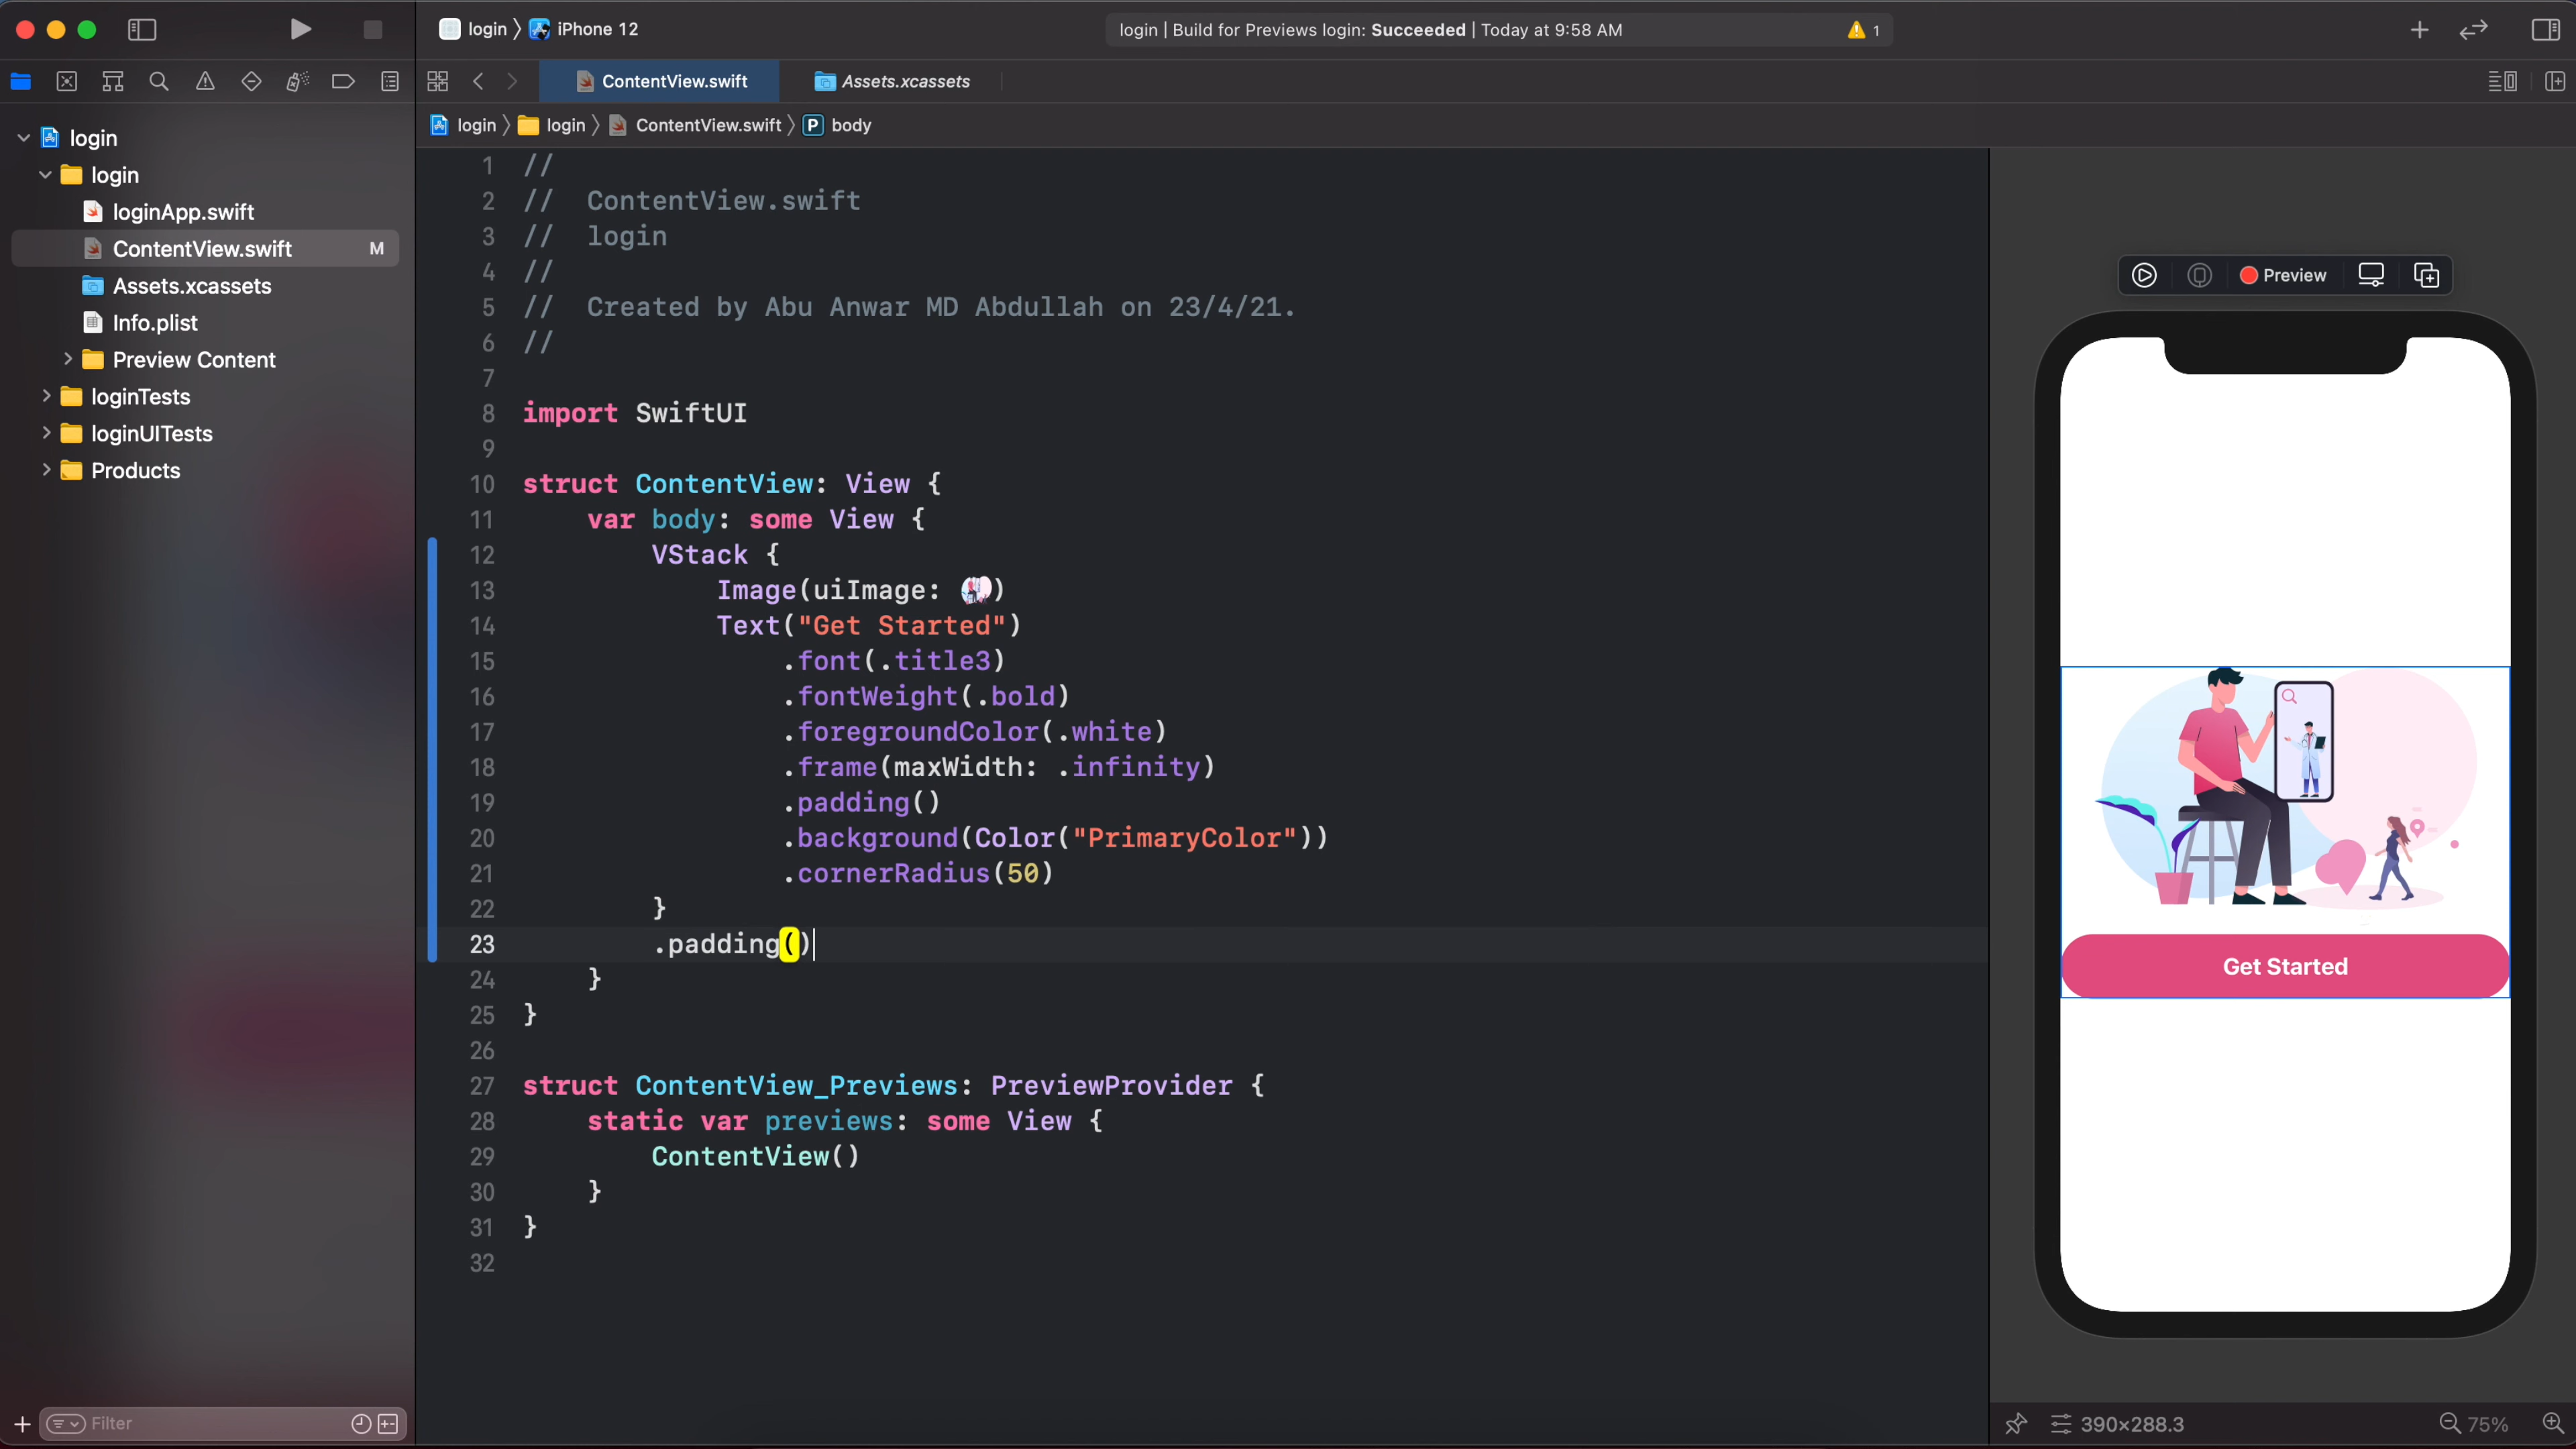 login 〉 iPhone 12
login | Build for Previews login: Succeeded | Today at 9:58 AM
1
ContentView.swift
Assets.xcassets
login 〉 login 〉 ContentView.swift 〉 P body
login
login
loginApp.swift
ContentView.swift M
Assets.xcassets
Info.plist
Preview Content
loginTests
loginUITests
Products
1 //
2 //  ContentView.swift
3 //  login
4 //
5 //  Created by Abu Anwar MD Abdullah on 23/4/21.
6 //
7
8 import SwiftUI
9
10 struct ContentView: View {
11     var body: some View {
12         VStack {
13             Image(uiImage: )
14             Text("Get Started")
15                 .font(.title3)
16                 .fontWeight(.bold)
17                 .foregroundColor(.white)
18                 .frame(maxWidth: .infinity)
19                 .padding()
20                 .background(Color("PrimaryColor"))
21                 .cornerRadius(50)
22         }
23         .padding()
24     }
25 }
26
27 struct ContentView_Previews: PreviewProvider {
28     static var previews: some View {
29         ContentView()
30     }
31 }
32
Preview
Get Started
Filter
390×288.3
75%